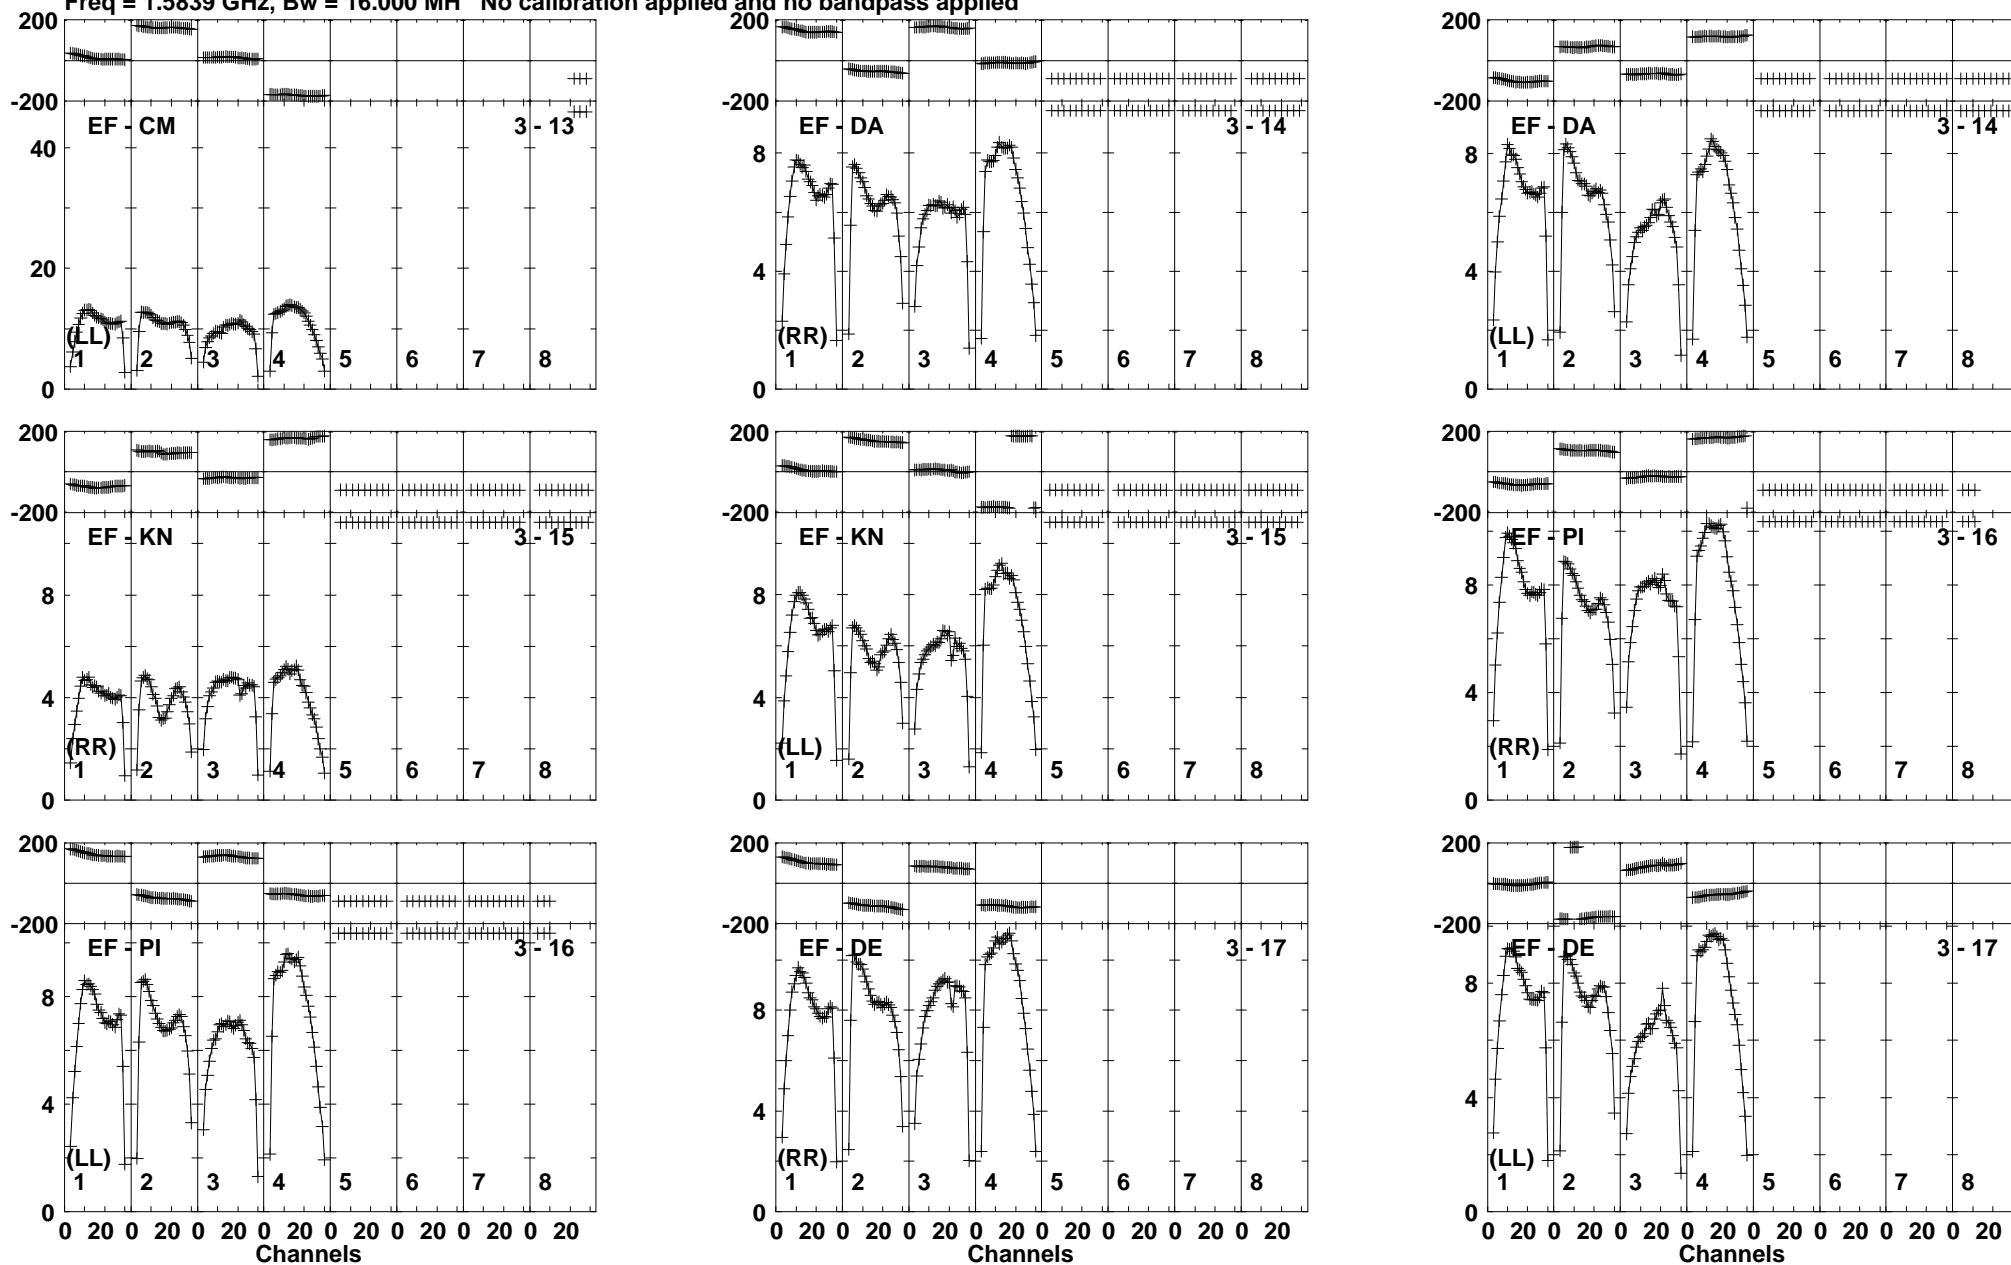 Freq = 1.5839 GHz, Bw = 16.000 MH No calibration applied and no bandpass applied
200 200 200
-200 -200 -200
EF - CM 3 - 13 EF - DA 3 - 14 EF - DA 3 - 14
40 8 8
20 4 4
(LL) (RR) (LL)
1 2 3 4 5 6 7 8 1 2 3 4 5 6 7 8 1 2 3 4 5 6 7 8
0 0 0
200 200 200
-200 -200 -200
EF - KN 3 - 15 EF - KN 3 - 15 EF - PI 3 - 16
8 8 8
4 4 4
(RR) (LL) (RR)
1 2 3 4 5 6 7 8 1 2 3 4 5 6 7 8 1 2 3 4 5 6 7 8
0 0 0
200 200 200
-200 -200 -200
EF - PI 3 - 16 EF - DE 3 - 17 EF - DE 3 - 17
8 8 8
4 4 4
(LL) (RR) (LL)
1 2 3 4 5 6 7 8 1 2 3 4 5 6 7 8 1 2 3 4 5 6 7 8
0 0 0
0 20 0 20 0 20 0 20 0 20 0 20 0 20 0 20 0 20 0 20 0 20 0 20 0 20 0 20 0 20 0 20 0 20 0 20 0 20 0 20 0 20 0 20 0 20 0 20
Channels Channels Channels